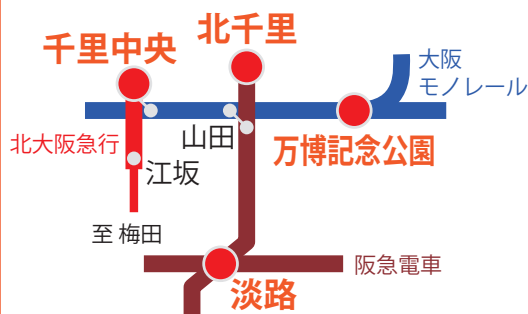 北千里
千里中央
大阪
モノレール
北大阪急行
山田
万博記念公園
江坂
至 梅田
阪急電車
淡路